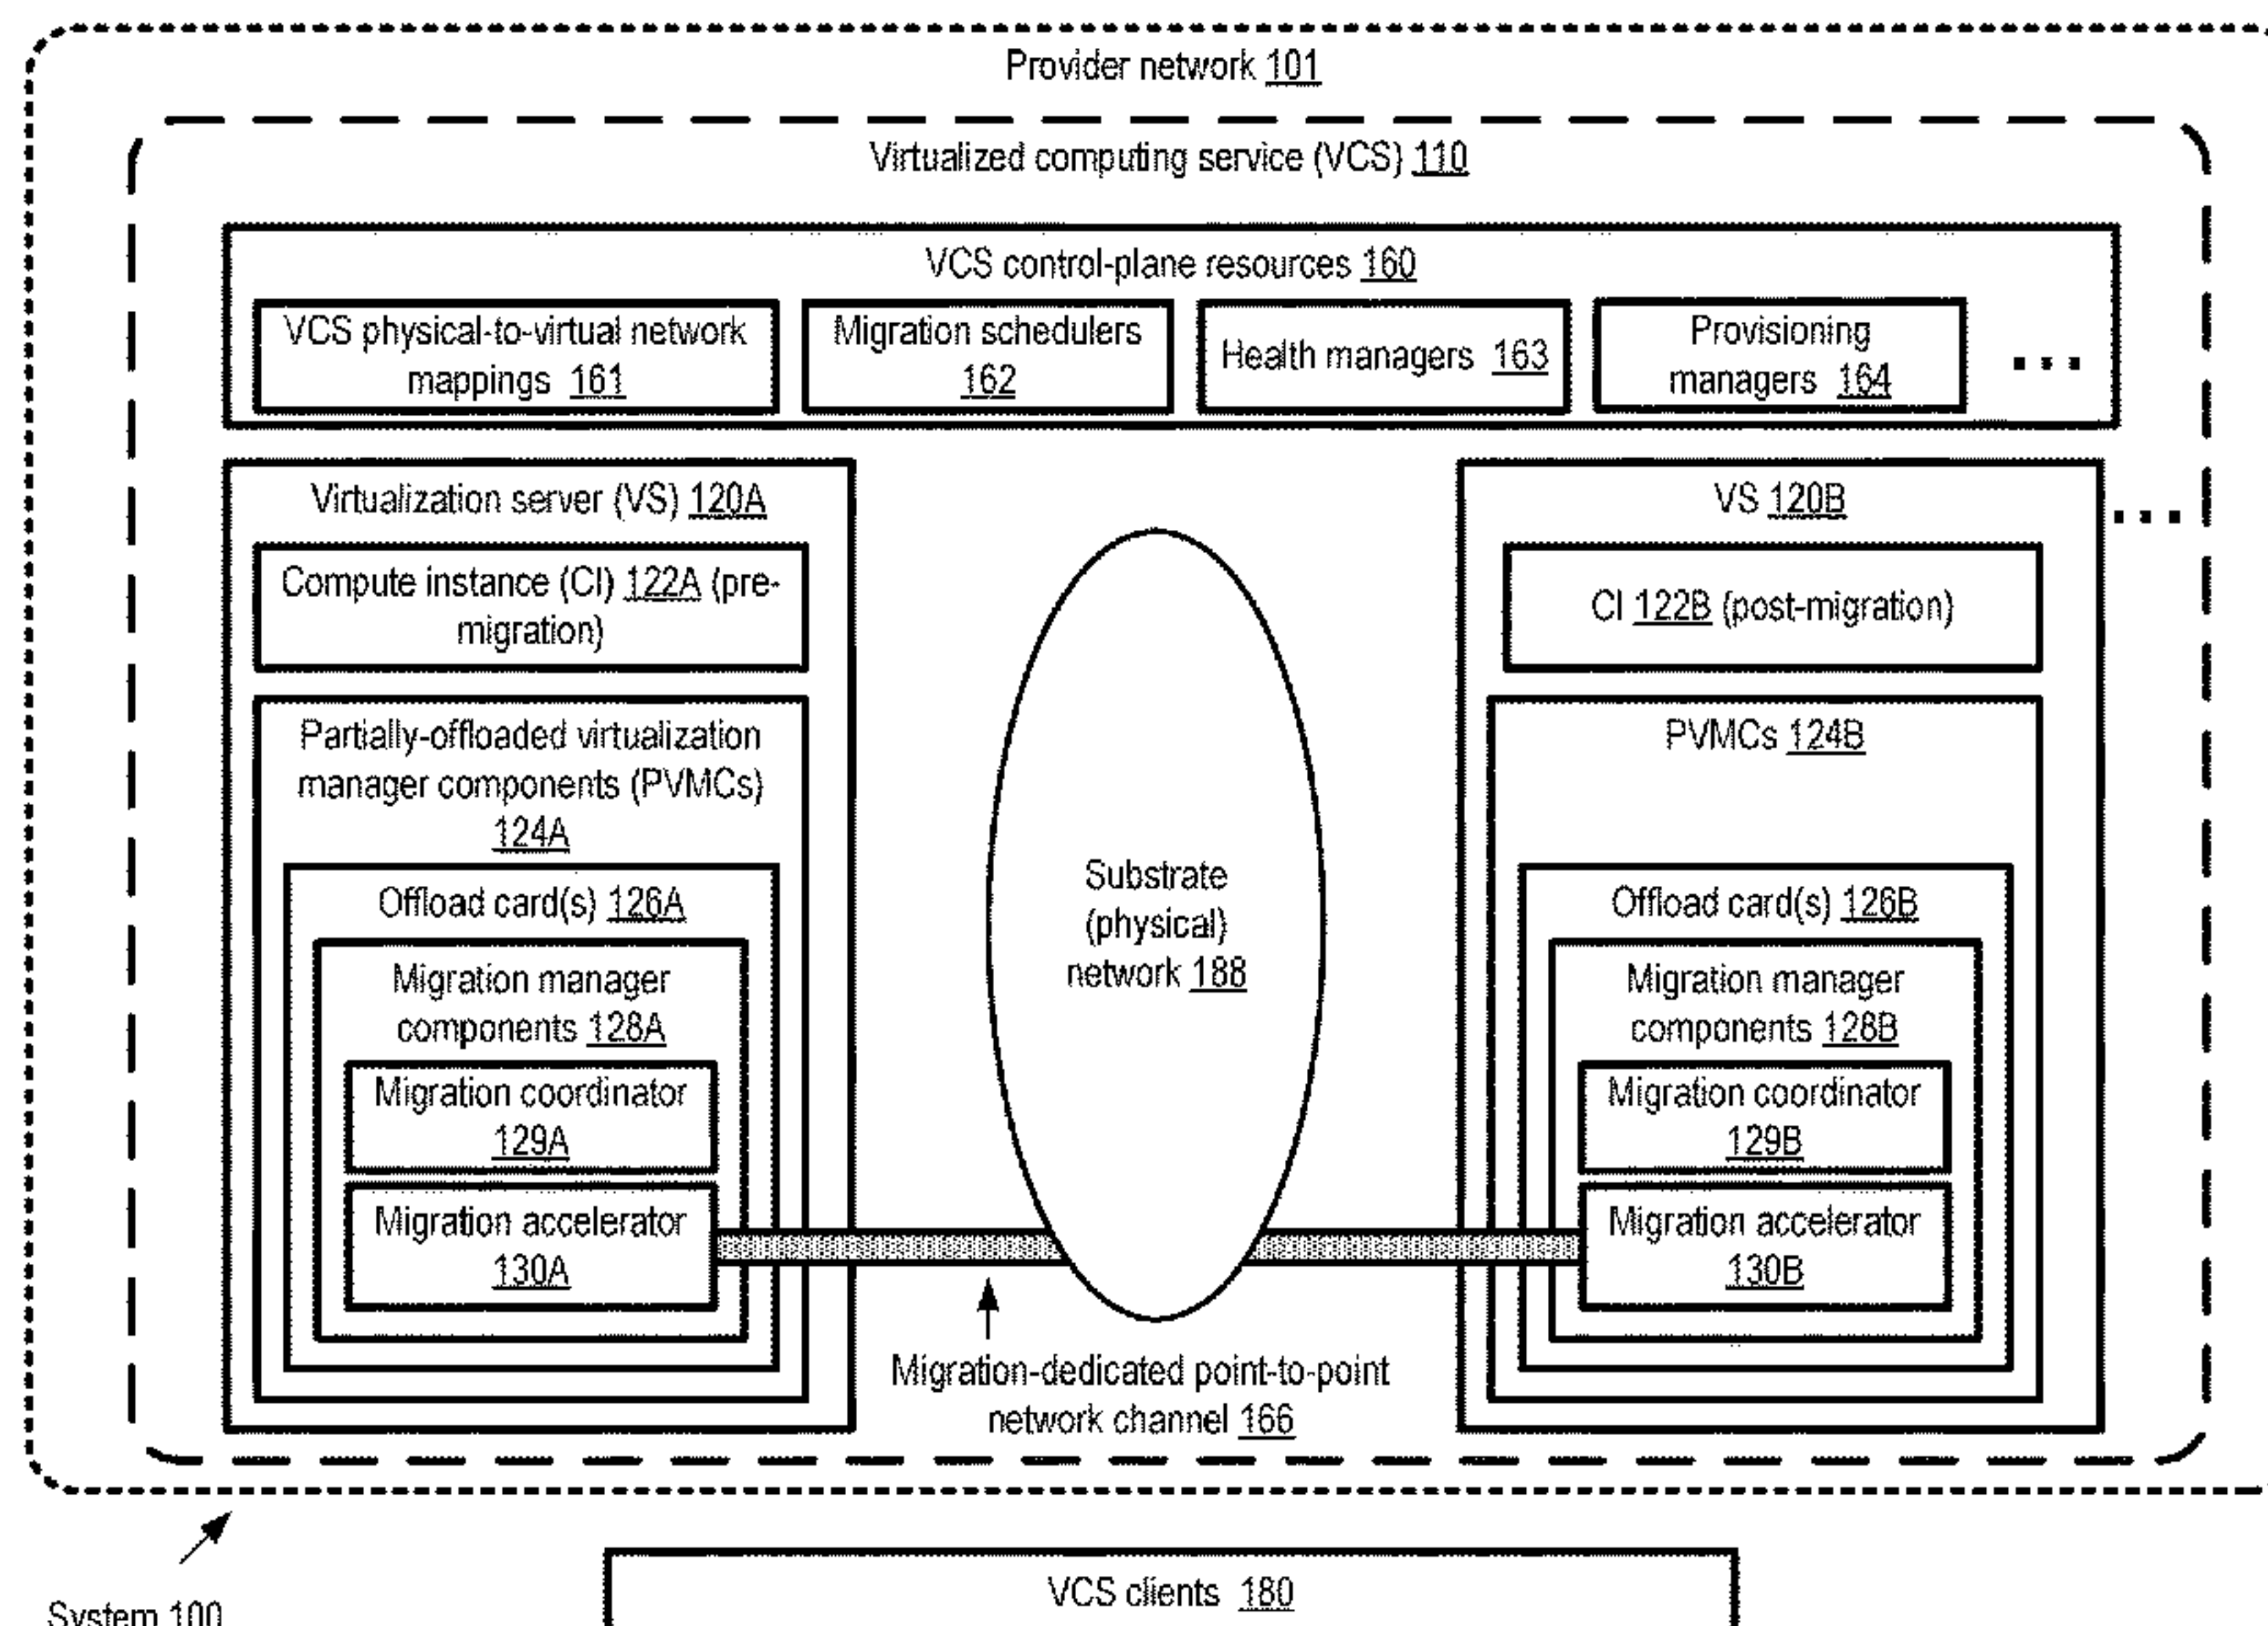 Provider network 101
Virtualized computing service (VCS) 110
VCS control-plane resources 160
VCS physical-to-virtual network
mappings 161
Migration schedulers
162
Health managers 163
Provisioning
managers 164
...
Virtualization server (VS) 120A
Compute instance (CI) 122A (pre-
migration)
Partially-offloaded virtualization
manager components (PVMCs)
124A
Offload card(s) 126A
Migration manager
components 128A
Migration coordinator
129A
Migration accelerator
130A
Substrate
(physical)
network 188
Migration-dedicated point-to-point
network channel 166
VS 120B
...
CI 122B (post-migration)
PVMCs 124B
Offload card(s) 126B
Migration manager
components 128B
Migration coordinator
129B
Migration accelerator
130B
System 100
VCS clients 180